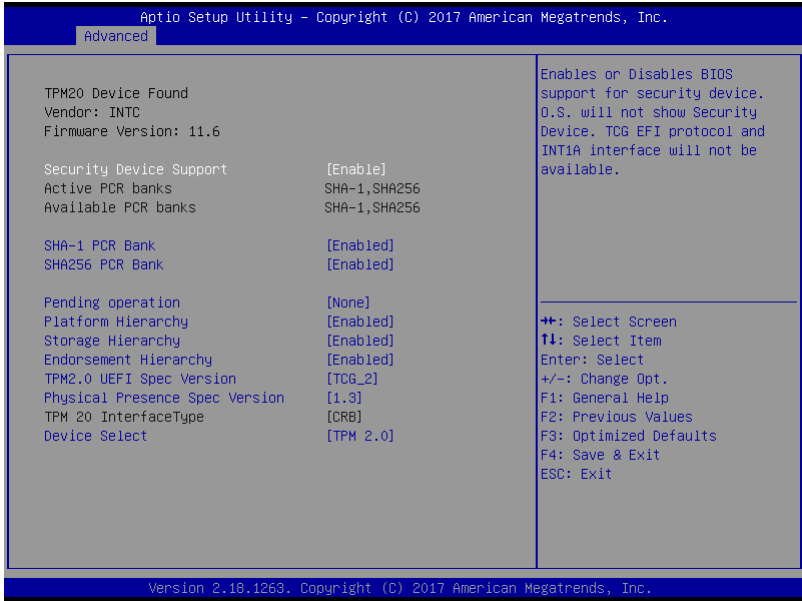 Aptio Setup Utility – Copyright (C) 2017 American Megatrends, Inc.
Advanced
TPM20 Device Found
Vendor: INTC
Firmware Version: 11.6
Security Device Support [Enable]
Active PCR banks SHA-1,SHA256
Available PCR banks SHA-1,SHA256
SHA-1 PCR Bank [Enabled]
SHA256 PCR Bank [Enabled]
Pending operation [None]
Platform Hierarchy [Enabled]
Storage Hierarchy [Enabled]
Endorsement Hierarchy [Enabled]
TPM2.0 UEFI Spec Version [TCG_2]
Physical Presence Spec Version [1.3]
TPM 20 InterfaceType [CRB]
Device Select [TPM 2.0]
Enables or Disables BIOS
support for security device.
O.S. will not show Security
Device. TCG EFI protocol and
INT1A interface will not be
available.
→←: Select Screen
↑↓: Select Item
Enter: Select
+/-: Change Opt.
F1: General Help
F2: Previous Values
F3: Optimized Defaults
F4: Save & Exit
ESC: Exit
Version 2.18.1263. Copyright (C) 2017 American Megatrends, Inc.